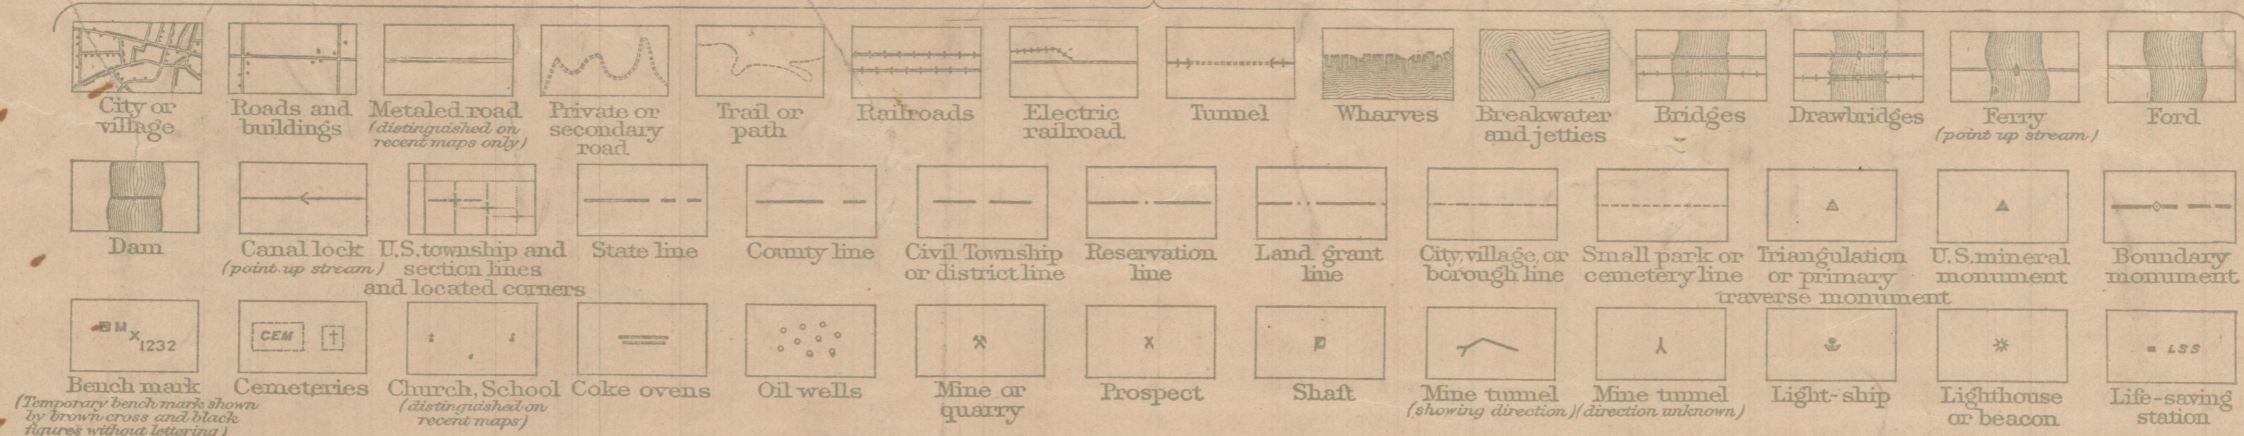 City or
village
Roads and
buildings
Metaled road
(distinguished on
recent maps only)
Private or
secondary
road
Trail or
path
Railroads
Electric
railroad
Tunnel
Wharves
Breakwater
and jetties
Bridges
Drawbridges
Ferry
(point up stream)
Ford
Dam
Canal lock
(point up stream)
U.S. township and
section lines
and located corners
State line
County line
Civil Township
or district line
Reservation
line
Land grant
line
City, village, or
borough line
Small park or
cemetery line
Triangulation
or primary
traverse monument
U.S. mineral
monument
Boundary
monument
BM
X
1232
Bench mark
(Temporary bench mark shown
by brown cross and black
figures without lettering)
CEM
Cemeteries
Church, School
(distinguished on
recent maps)
Coke ovens
Oil wells
Mine or
quarry
X
Prospect
Shaft
Mine tunnel
(showing direction)
Mine tunnel
(direction unknown)
Light-ship
Lighthouse
or beacon
LSS
Life-saving
station